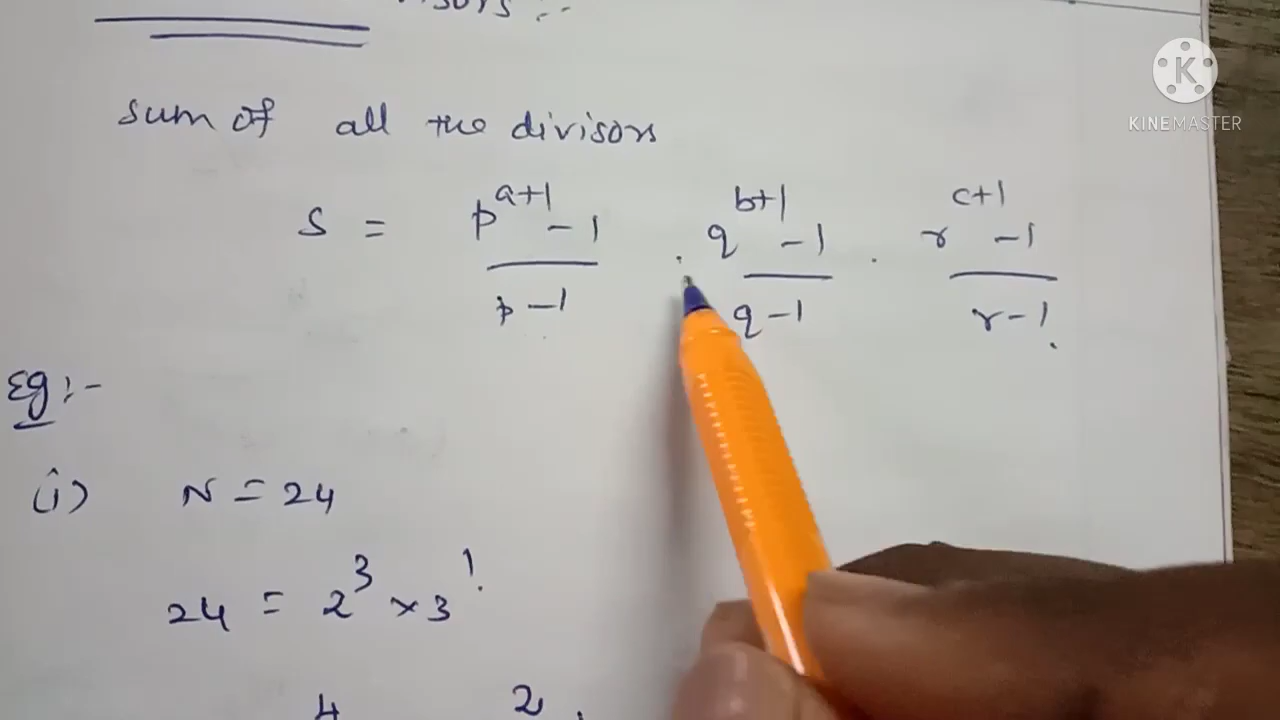 sum of all the divisors
S = p^(a+1) - 1 / p - 1 . q^(b+1) - 1 / q - 1 . r^(c+1) - 1 / r - 1.
Eg :-
(i) N = 24
24 = 2^3 × 3^1.
4 2
KINEMASTER